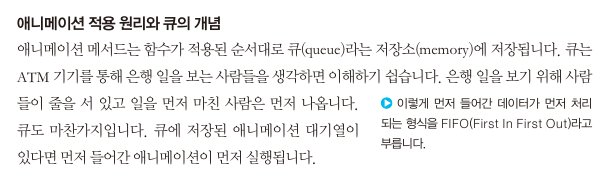 애니메이션 적용 원리와 큐의 개념
애니메이션 메서드는 함수가 적용된 순서대로 큐(queue)라는 저장소(memory)에 저장됩니다. 큐는
ATM 기기를 통해 은행 일을 보는 사람들을 생각하면 이해하기 쉽습니다. 은행 일을 보기 위해 사람
들이 줄을 서 있고 일을 먼저 마친 사람은 먼저 나옵니다.
큐도 마찬가지입니다. 큐에 저장된 애니메이션 대기열이
있다면 먼저 들어간 애니메이션이 먼저 실행됩니다.
이렇게 먼저 들어간 데이터가 먼저 처리
되는 형식을 FIFO(First In First Out)라고
부릅니다.